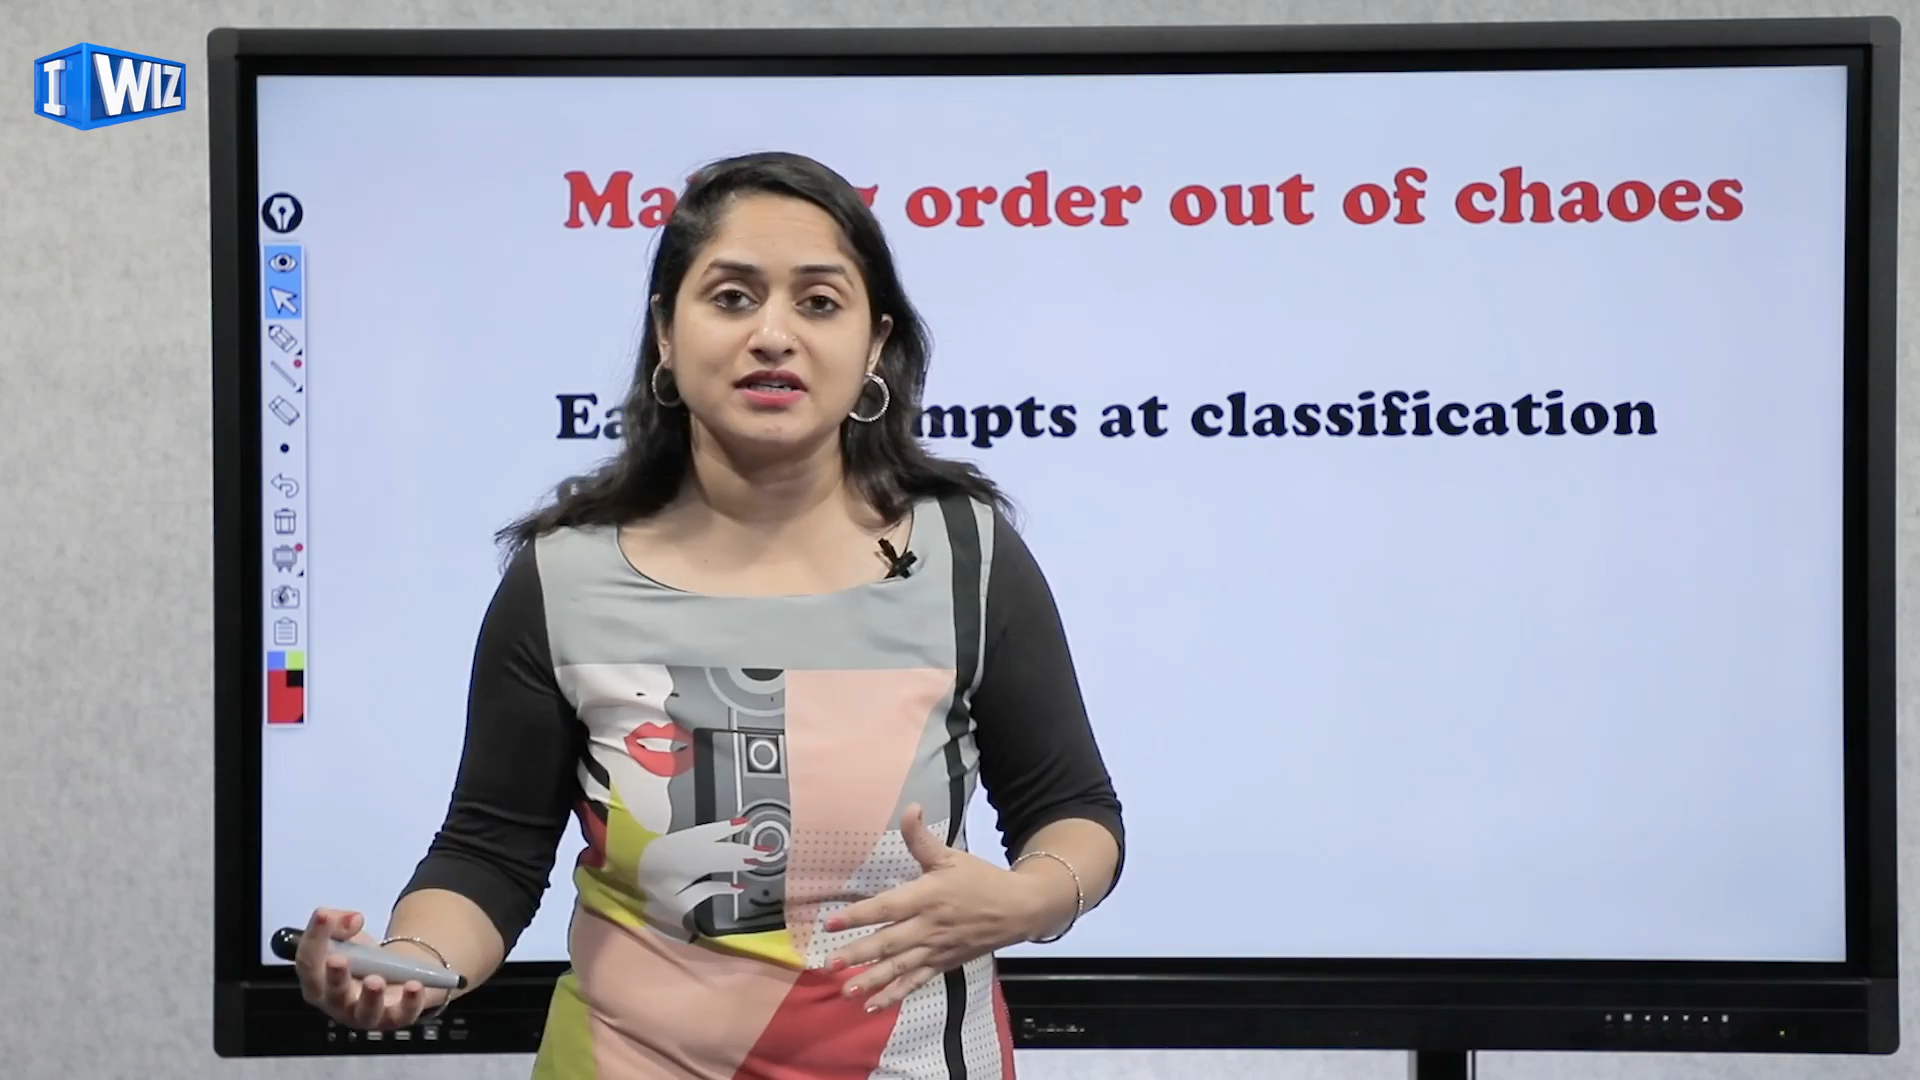 I WIZ
order out of chaoes
at classification